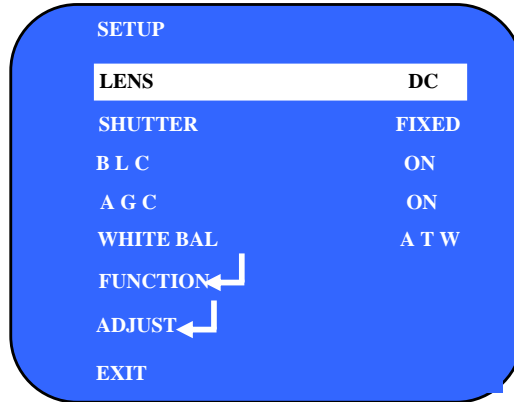 SETUP
LENS DC
SHUTTER FIXED
B L C ON
A G C ON
WHITE BAL A T W
FUNCTION
ADJUST
EXIT